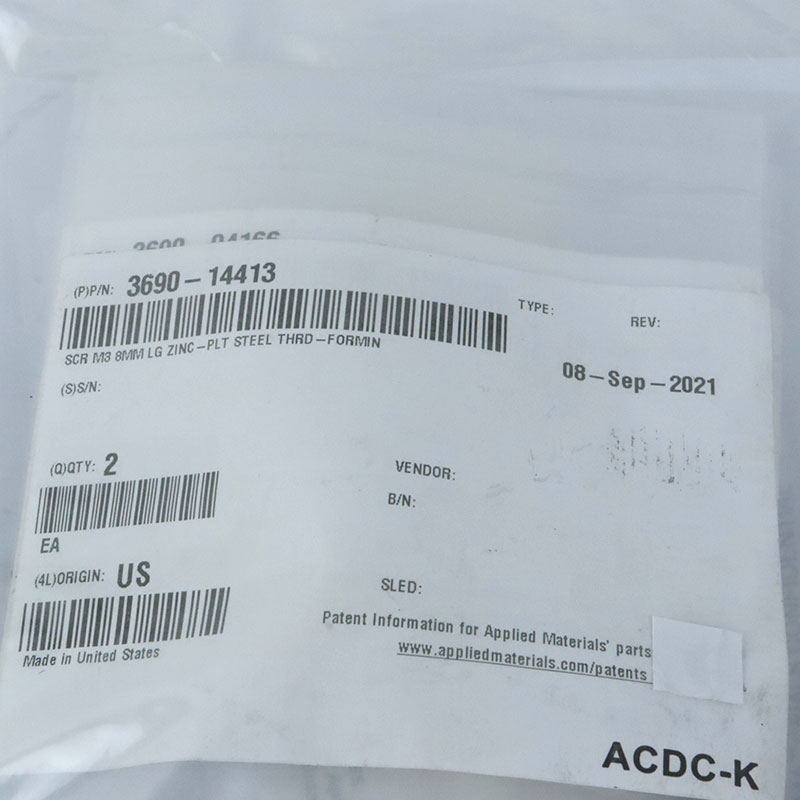 (P)P/N: 3690-14413
TYPE:
REV:
SCR M3 8MM LG ZINC-PLT STEEL THRD-FORMIN
08-Sep-2021
(S)S/N:
(Q)QTY: 2
VENDOR:
B/N:
EA
(4L)ORIGIN: US
SLED:
Made in United States
Patent Information for Applied Materials' parts
www.appliedmaterials.com/patents
ACDC-K